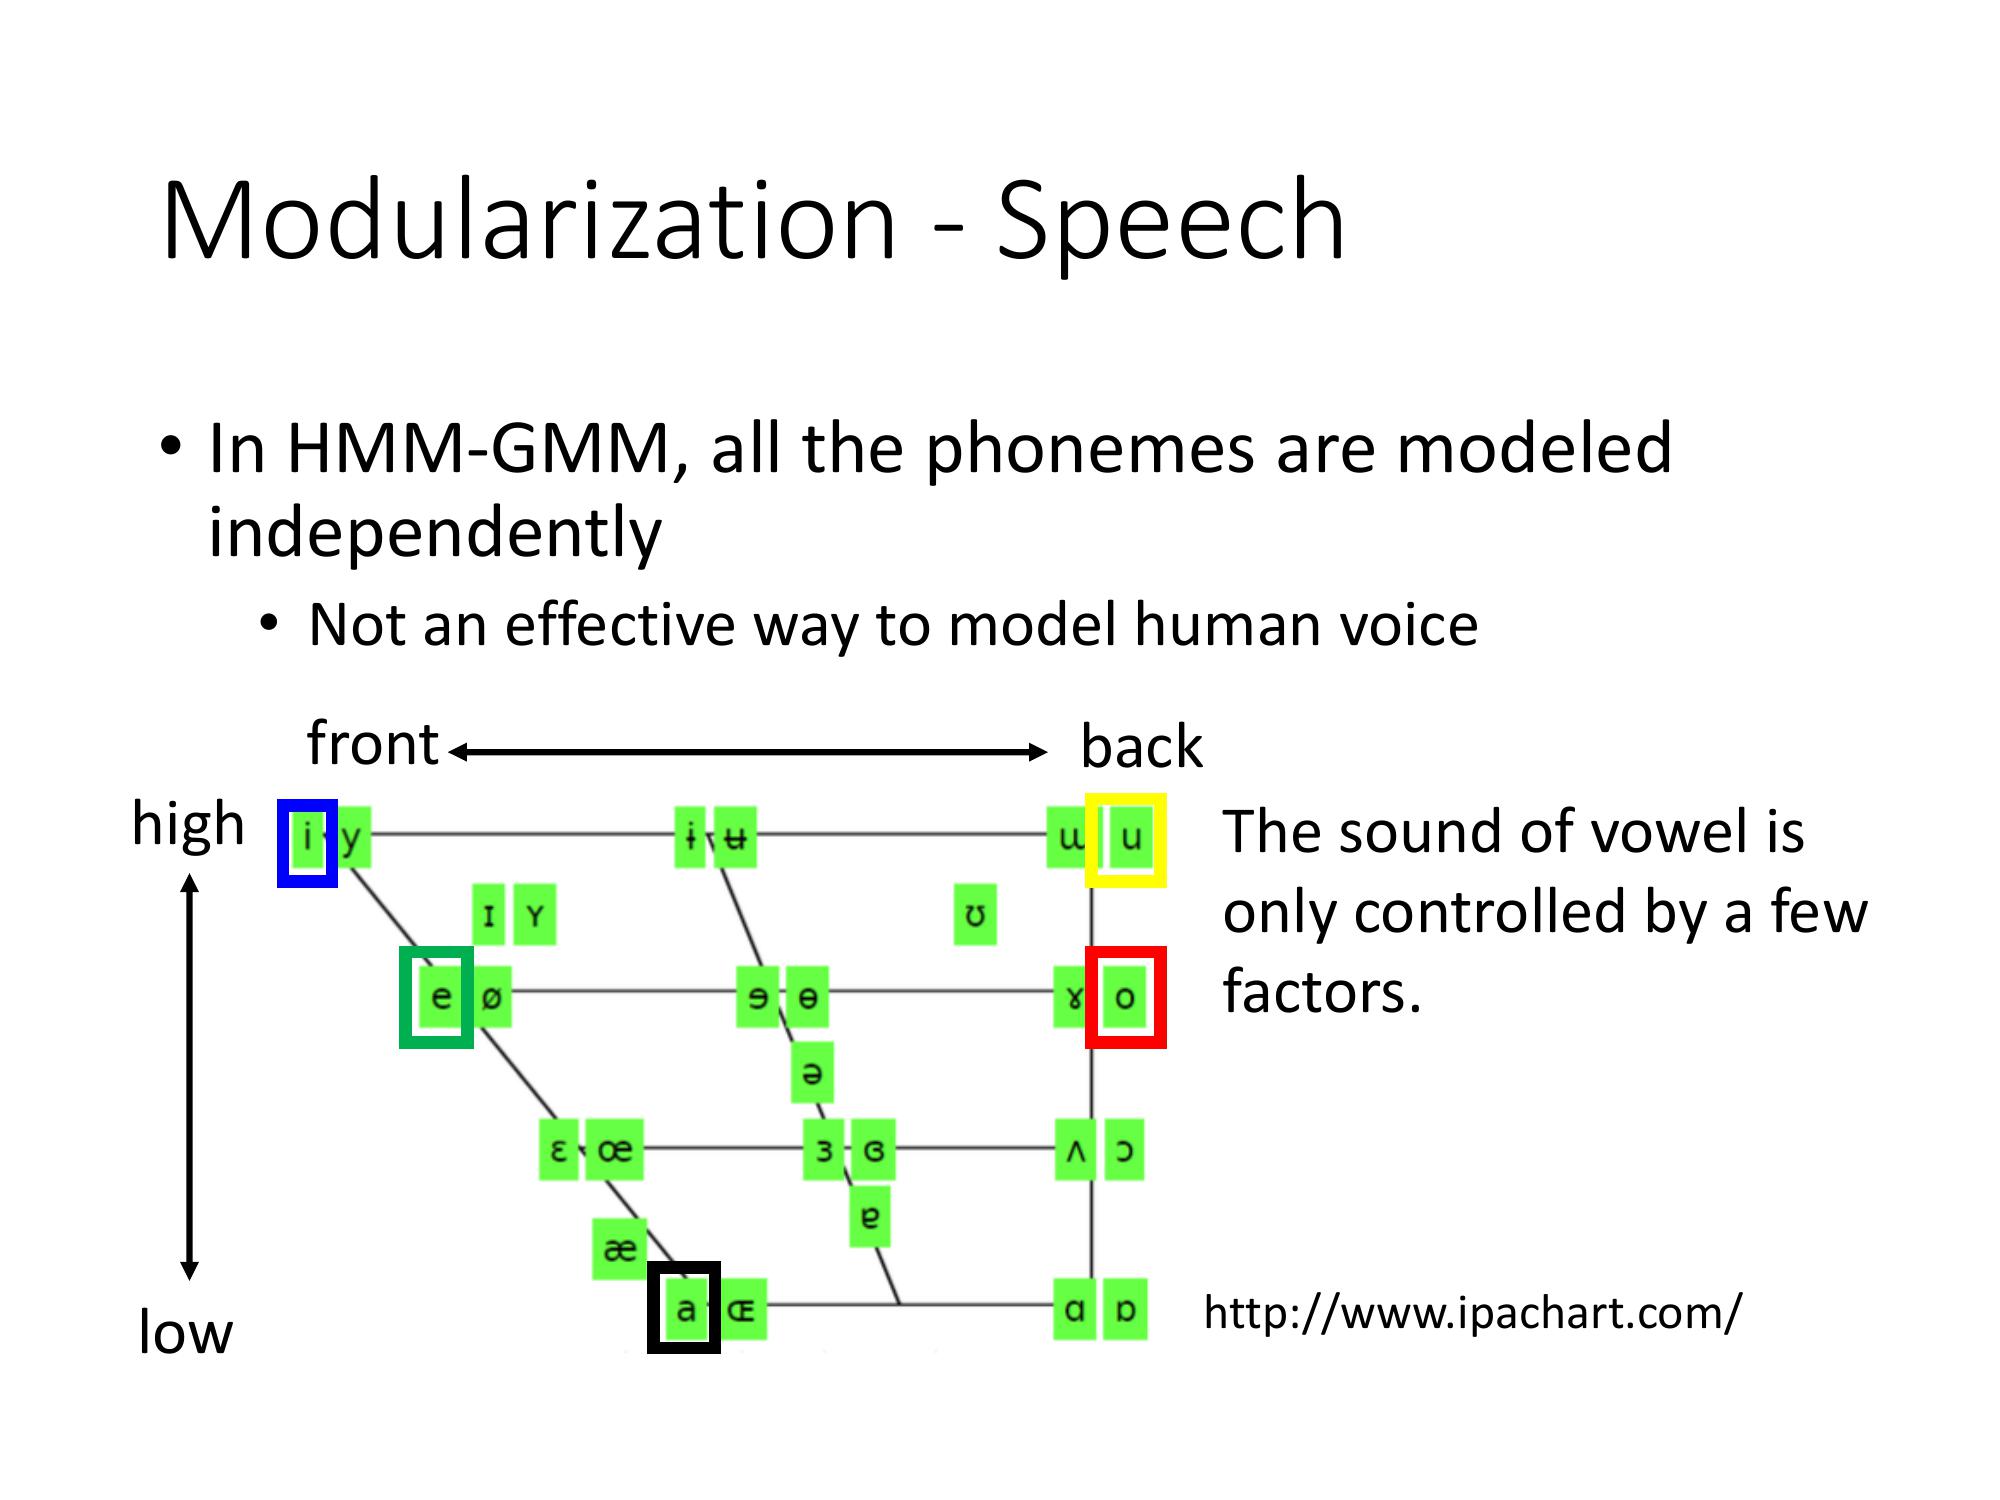 Modularization - Speech
• In HMM-GMM, all the phonemes are modeled
independently
• Not an effective way to model human voice
front back
high
i y ɨ ʉ ɯ u
ɪ ʏ ʊ
e ø ɘ ɵ ɤ o
ə
ɛ œ ɜ ɞ ʌ ɔ
ɐ
æ
a ɶ ɑ ɒ
low
The sound of vowel is
only controlled by a few
factors.
http://www.ipachart.com/